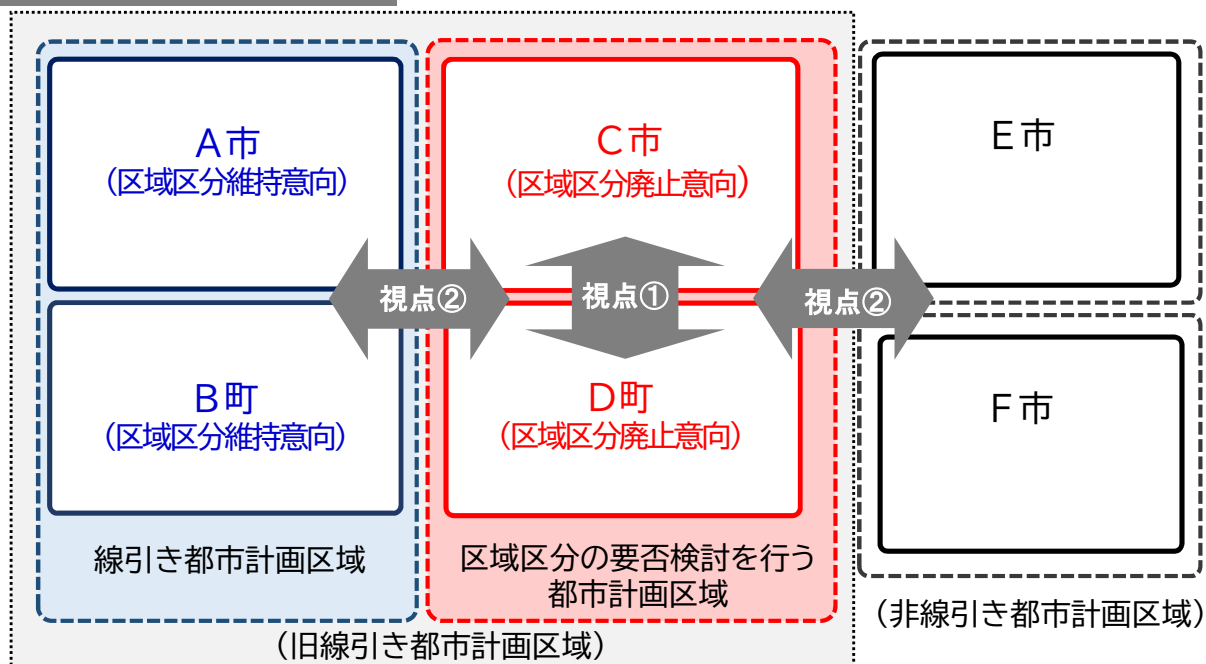 A市
（区域区分維持意向）
B町
（区域区分維持意向）
線引き都市計画区域
C市
（区域区分廃止意向）
D町
（区域区分廃止意向）
区域区分の要否検討を行う
都市計画区域
視点②
視点①
視点②
E市
F市
（非線引き都市計画区域）
（旧線引き都市計画区域）